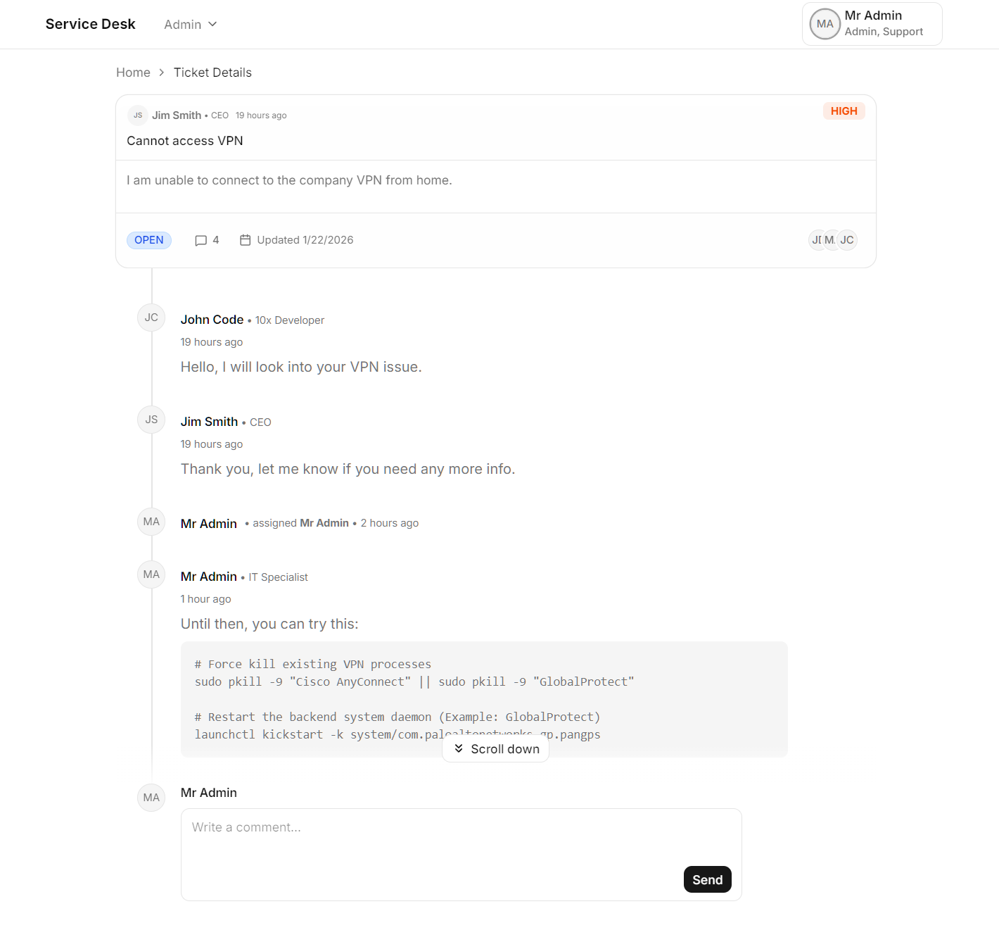 Service Desk
Admin
MA
Mr Admin
Admin, Support
Home > Ticket Details
JS Jim Smith • CEO 19 hours ago
HIGH
Cannot access VPN
I am unable to connect to the company VPN from home.
OPEN
4
Updated 1/22/2026
JC
JC
John Code • 10x Developer
19 hours ago
Hello, I will look into your VPN issue.
JS
Jim Smith • CEO
19 hours ago
Thank you, let me know if you need any more info.
MA
Mr Admin • assigned Mr Admin • 2 hours ago
MA
Mr Admin • IT Specialist
1 hour ago
Until then, you can try this:
# Force kill existing VPN processes
sudo pkill -9 "Cisco AnyConnect" || sudo pkill -9 "GlobalProtect"
# Restart the backend system daemon (Example: GlobalProtect)
launchctl kickstart -k system/com.paloaltonetworks.gp.pangps
Scroll down
MA
Mr Admin
Write a comment...
Send